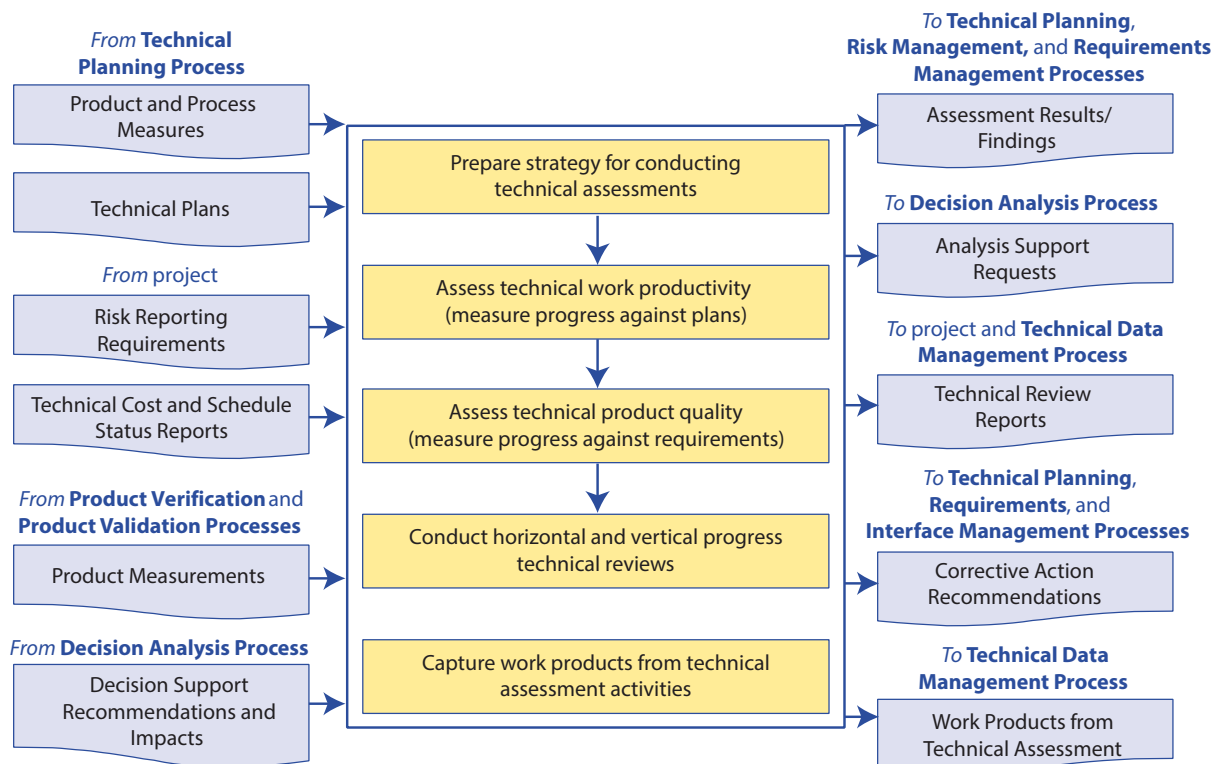 From Technical
Planning Process
Product and Process
Measures
Technical Plans
From project
Risk Reporting
Requirements
Technical Cost and Schedule
Status Reports
From Product Verification and
Product Validation Processes
Product Measurements
From Decision Analysis Process
Decision Support
Recommendations and
Impacts
Prepare strategy for conducting
technical assessments
Assess technical work productivity
(measure progress against plans)
Assess technical product quality
(measure progress against requirements)
Conduct horizontal and vertical progress
technical reviews
Capture work products from technical
assessment activities
To Technical Planning,
Risk Management, and Requirements
Management Processes
Assessment Results/
Findings
To Decision Analysis Process
Analysis Support
Requests
To project and Technical Data
Management Process
Technical Review
Reports
To Technical Planning,
Requirements, and
Interface Management Processes
Corrective Action
Recommendations
To Technical Data
Management Process
Work Products from
Technical Assessment